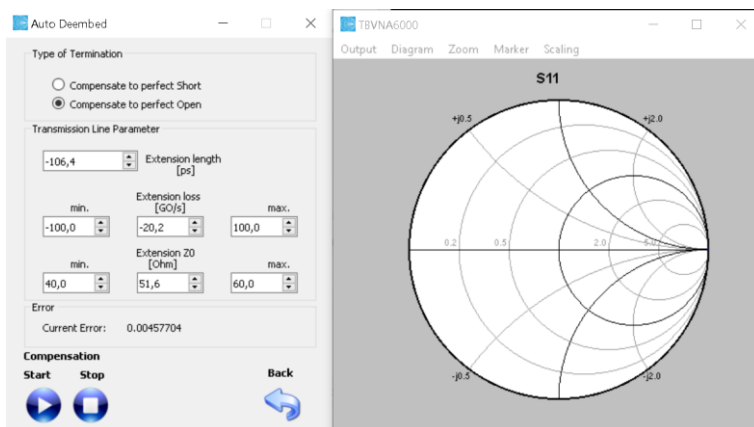 Auto Deembed
Type of Termination
Compensate to perfect Short
Compensate to perfect Open
Transmission Line Parameter
-106,4
Extension length
[ps]
Extension loss
min. [GO/s] max.
-100,0 -20,2 100,0
Extension Z0
min. [Ohm] max.
40,0 51,6 60,0
Error
Current Error: 0.00457704
Compensation
Start Stop Back
TBVNA6000
Output Diagram Zoom Marker Scaling
S11
+j0.5 +j2.0
0.2 0.5 2.0 5.0
-j0.5 -j2.0